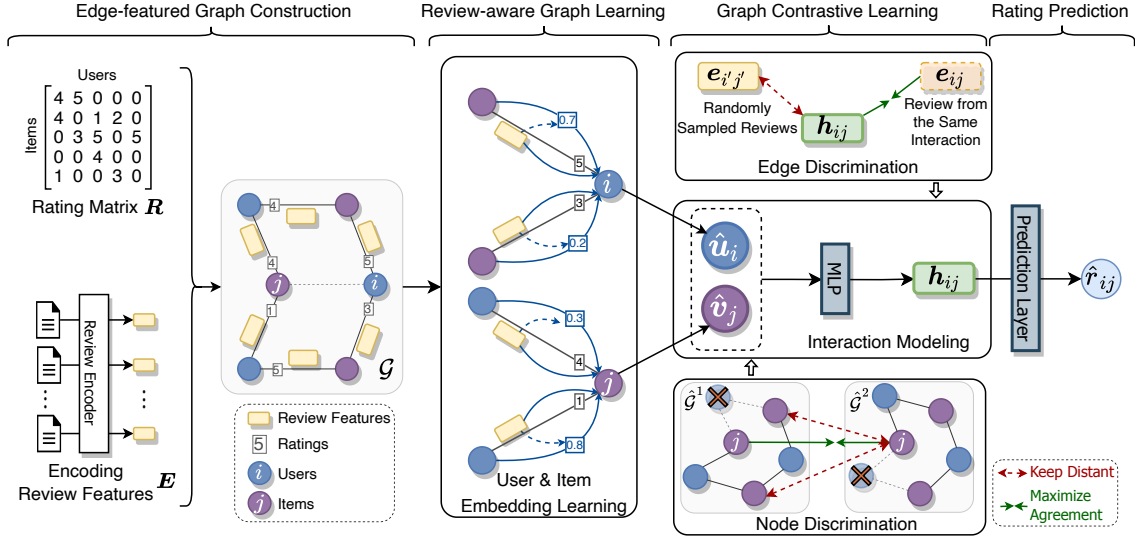 Edge-featured Graph Construction
Review-aware Graph Learning
Graph Contrastive Learning
Rating Prediction
Users
Items
4 5 0 0 0
4 0 1 2 0
0 3 5 0 5
0 0 4 0 0
1 0 0 3 0
Rating Matrix R
Review Encoder
Encoding
Review Features E
4
5
j
i
1
3
5
G
Review Features
5 Ratings
i Users
j Items
0.7
5
i
3
0.2
0.3
4
j
1
0.8
User & Item
Embedding Learning
e_{i'j'}
e_{ij}
Randomly
Sampled Reviews
h_{ij}
Review from
the Same
Interaction
Edge Discrimination
û_i
v̂_j
MLP
h_{ij}
Interaction Modeling
Prediction Layer
r̂_{ij}
Ĝ^1
Ĝ^2
j
j
Node Discrimination
Keep Distant
Maximize
Agreement